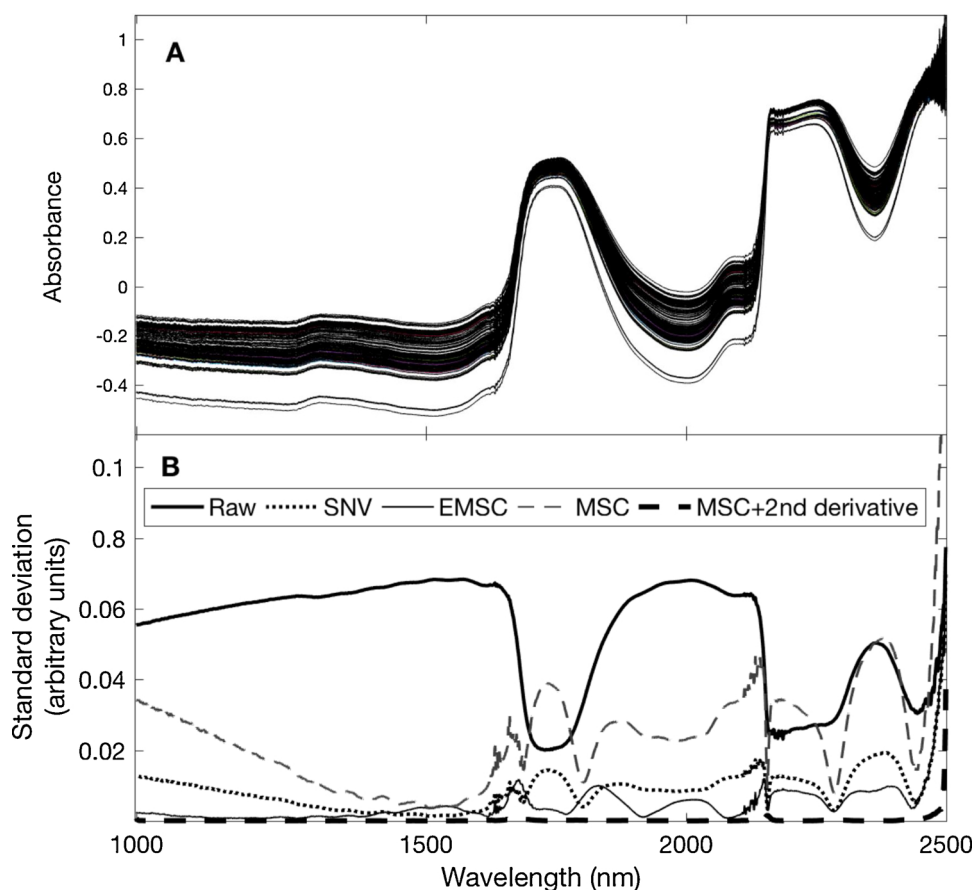 A
1
0.8
0.6
0.4
0.2
0
-0.2
-0.4
Absorbance
B
0.1
0.8
0.06
0.04
0.02
Standard deviation
(arbitrary units)
Raw SNV EMSC MSC MSC+2nd derivative
1000 1500 2000 2500
Wavelength (nm)